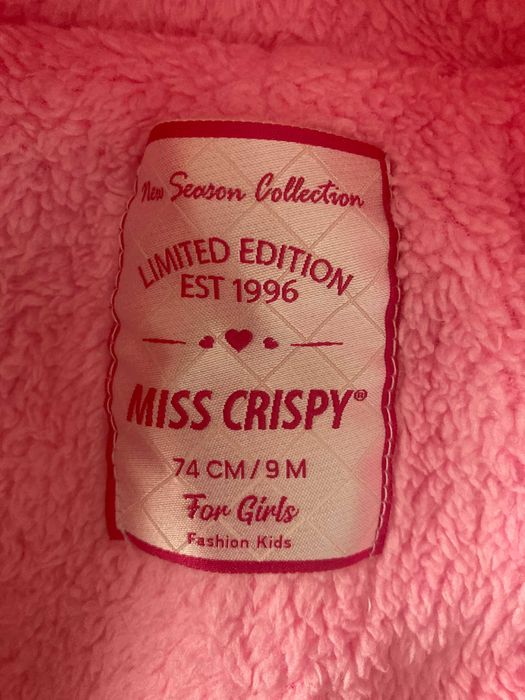 New Season Collection
LIMITED EDITION
EST 1996
MISS CRISPY®
74 CM / 9 M
For Girls
Fashion Kids